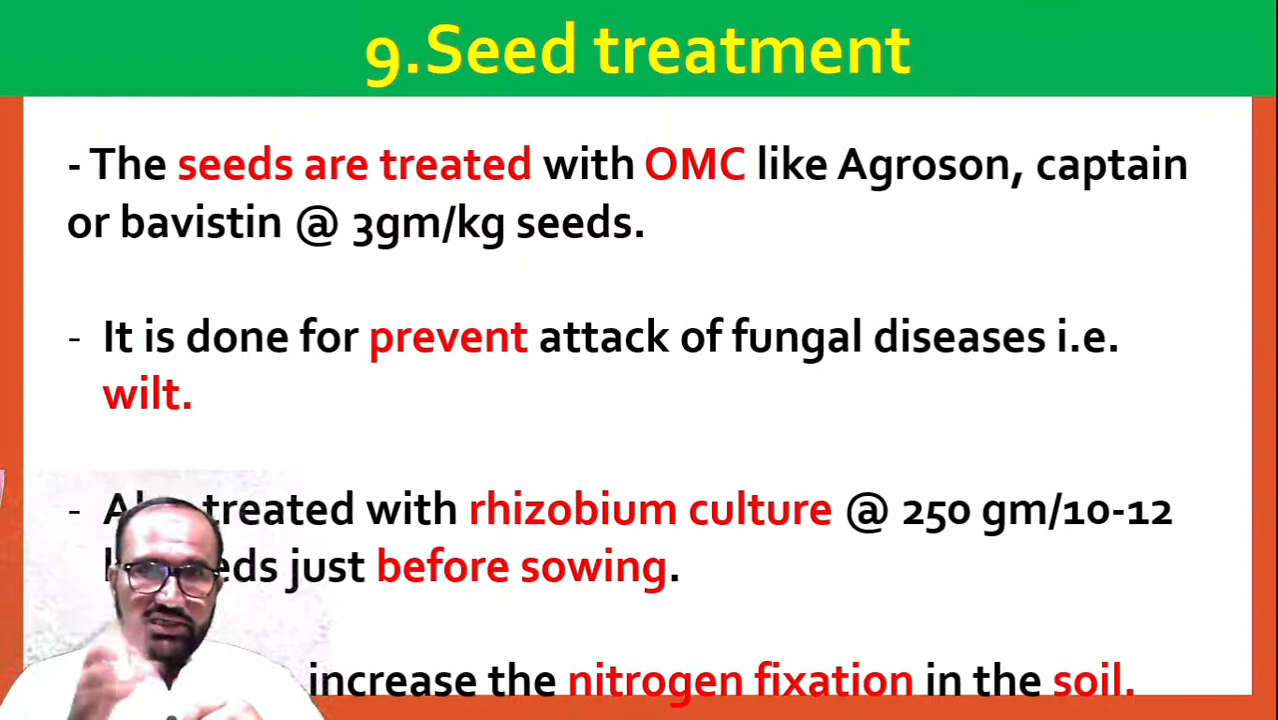 9.Seed treatment
- The seeds are treated with OMC like Agroson, captain
or bavistin @ 3gm/kg seeds.
- It is done for prevent attack of fungal diseases i.e.
wilt.
- treated with rhizobium culture @ 250 gm/10-12
just before sowing.
increase the nitrogen fixation in the soil.